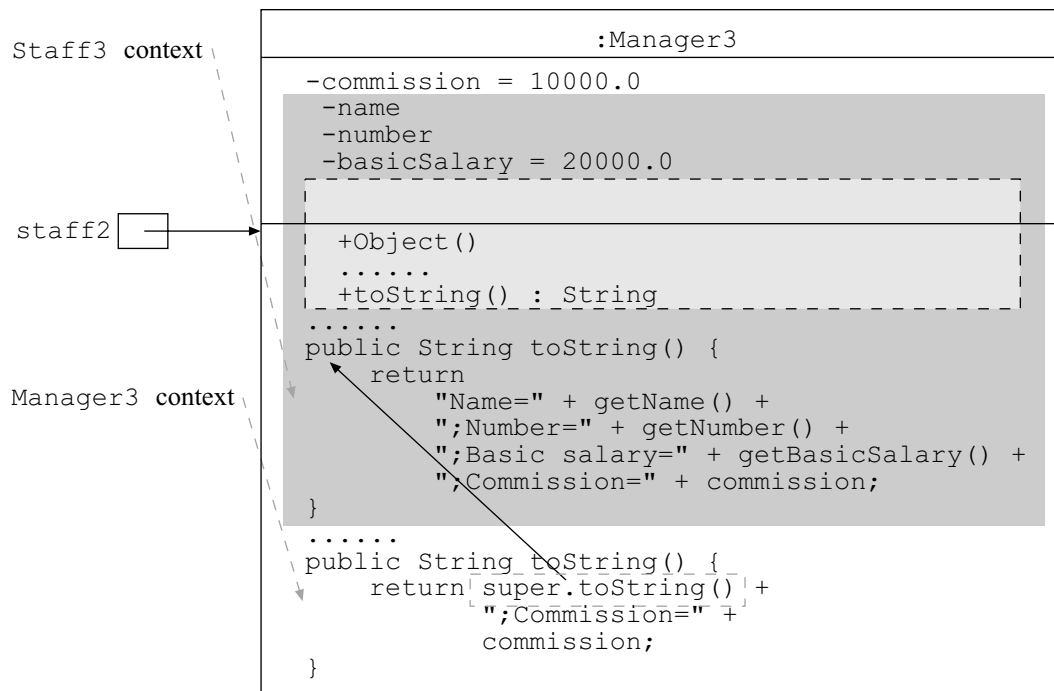 :Manager3
Staff3 context
-commission = 10000.0
-name
-number
-basicSalary = 20000.0
staff2
+Object()
......
+toString() : String
......
public String toString() {
return
Manager3 context
"Name=" + getName() +
";Number=" + getNumber() +
";Basic salary=" + getBasicSalary() +
";Commission=" + commission;
}
......
public String toString() {
return super.toString() +
";Commission=" +
commission;
}